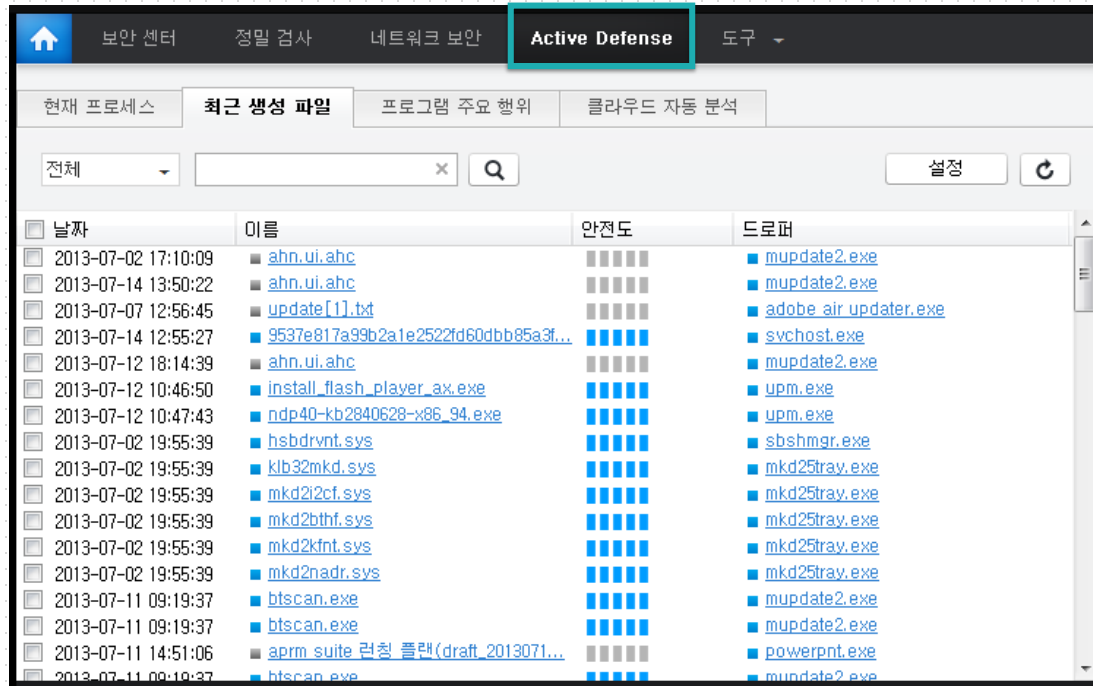 보안 센터 정밀 검사 네트워크 보안 Active Defense 도구
현재 프로세스 최근 생성 파일 프로그램 주요 행위 클라우드 자동 분석
전체 설정
날짜 이름 안전도 드로퍼
2013-07-02 17:10:09 ahn.ui.ahc mupdate2.exe
2013-07-14 13:50:22 ahn.ui.ahc mupdate2.exe
2013-07-07 12:56:45 update[1].txt adobe air updater.exe
2013-07-14 12:55:27 9537e817a99b2a1e2522fd60dbb85a3f... svchost.exe
2013-07-12 18:14:39 ahn.ui.ahc mupdate2.exe
2013-07-12 10:46:50 install_flash_player_ax.exe upm.exe
2013-07-12 10:47:43 ndp40-kb2840628-x86_94.exe upm.exe
2013-07-02 19:55:39 hsbdrvnt.sys sbshmgr.exe
2013-07-02 19:55:39 klb32mkd.sys mkd25tray.exe
2013-07-02 19:55:39 mkd2i2cf.sys mkd25tray.exe
2013-07-02 19:55:39 mkd2bthf.sys mkd25tray.exe
2013-07-02 19:55:39 mkd2kfnt.sys mkd25tray.exe
2013-07-02 19:55:39 mkd2nadr.sys mkd25tray.exe
2013-07-11 09:19:37 btscan.exe mupdate2.exe
2013-07-11 09:19:37 btscan.exe mupdate2.exe
2013-07-11 14:51:06 aprm suite 런칭 플랜(draft_2013071... powerpnt.exe
2013-07-11 09:19:37 btscan.exe mupdate2.exe